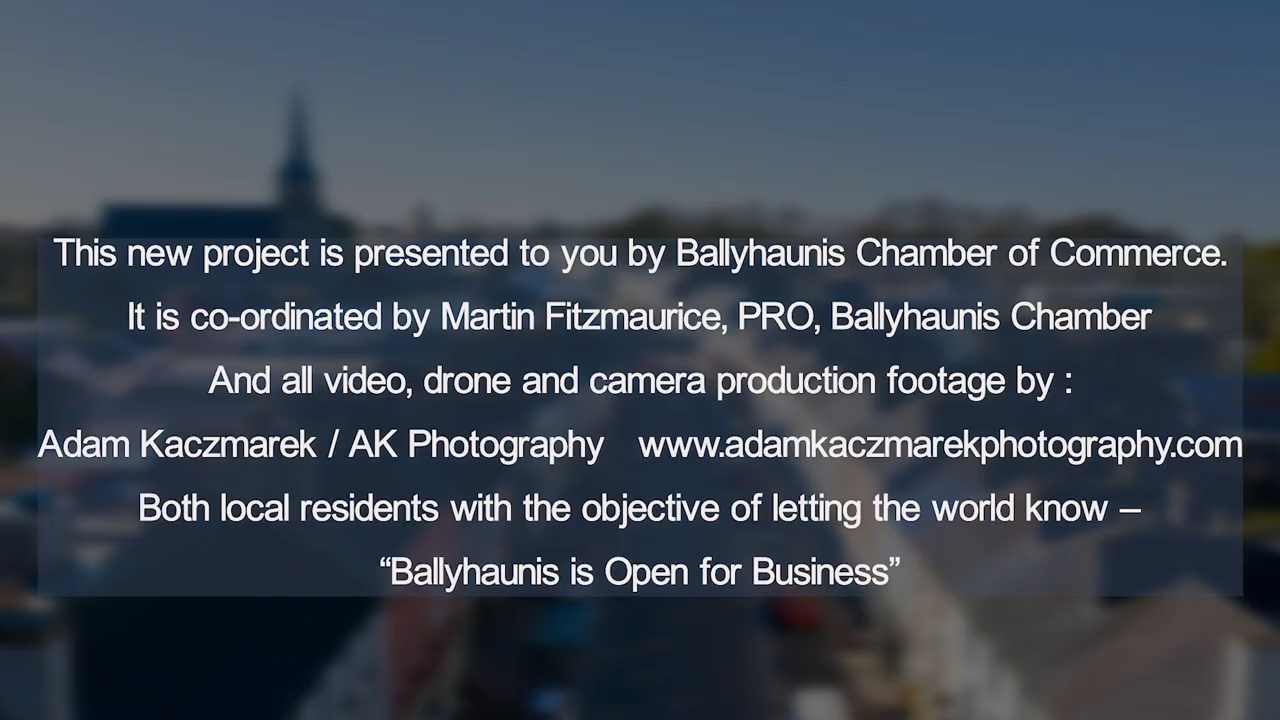 This new project is presented to you by Ballyhaunis Chamber of Commerce.
It is co-ordinated by Martin Fitzmaurice, PRO, Ballyhaunis Chamber
And all video, drone and camera production footage by :
Adam Kaczmarek / AK Photography www.adamkaczmarekphotography.com
Both local residents with the objective of letting the world know –
“Ballyhaunis is Open for Business”